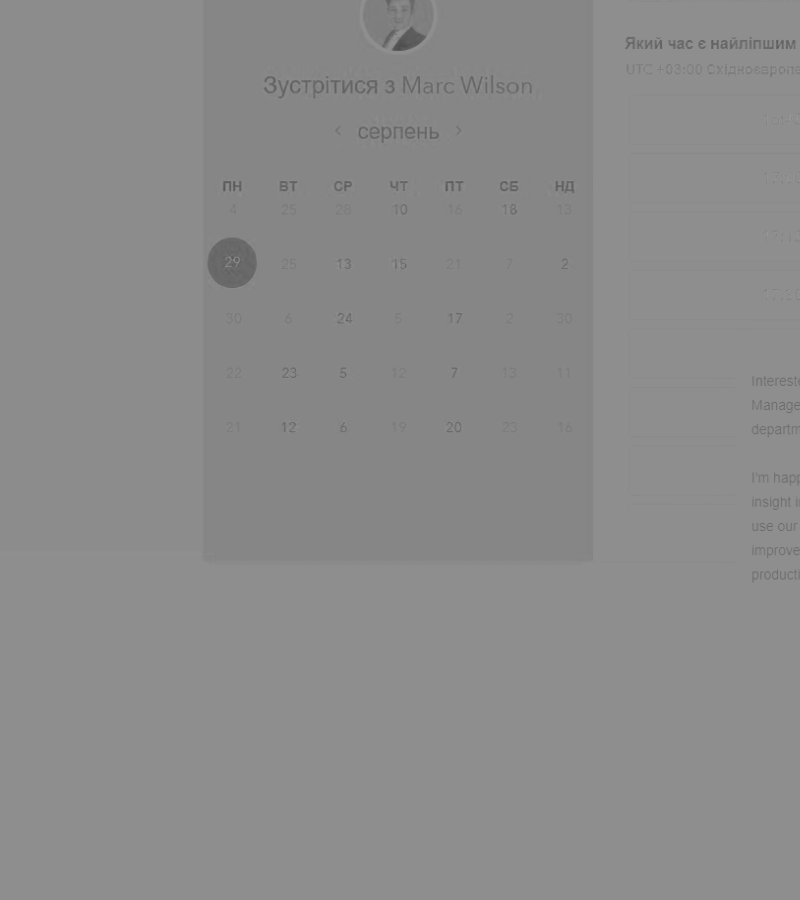 Зустрітися з Marc Wilson
серпень
ПН ВТ СР ЧТ ПТ СБ НД
4 25 28 10 16 18 13
29 25 13 15 21 7 2
30 6 24 5 17 2 30
22 23 5 12 7 13 11
21 12 6 19 20 23 16
Який час є найліпшим
UTC +03:00
Interest
Manage
departm
I'm happ
insight i
use our
improve
producti